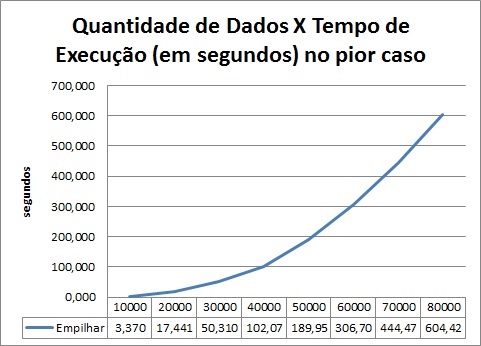 Quantidade de Dados X Tempo de
Execução (em segundos) no pior caso
700,000
600,000
500,000
400,000
300,000
200,000
100,000
0,000
segundos
10000 20000 30000 40000 50000 60000 70000 80000
Empilhar 3,370 17,441 50,310 102,07 189,95 306,70 444,47 604,42